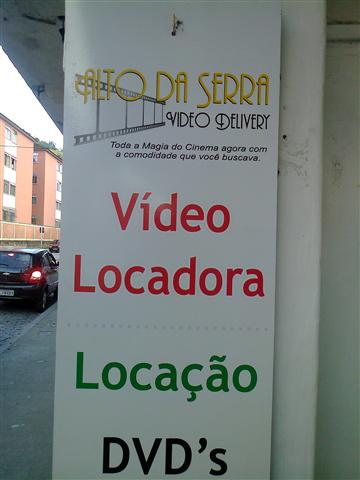 ALTO DA SERRA
VIDEO DELIVERY
Toda a Magia do Cinema agora com
a comodidade que você buscava.
Vídeo
Locadora
Locação
DVD's